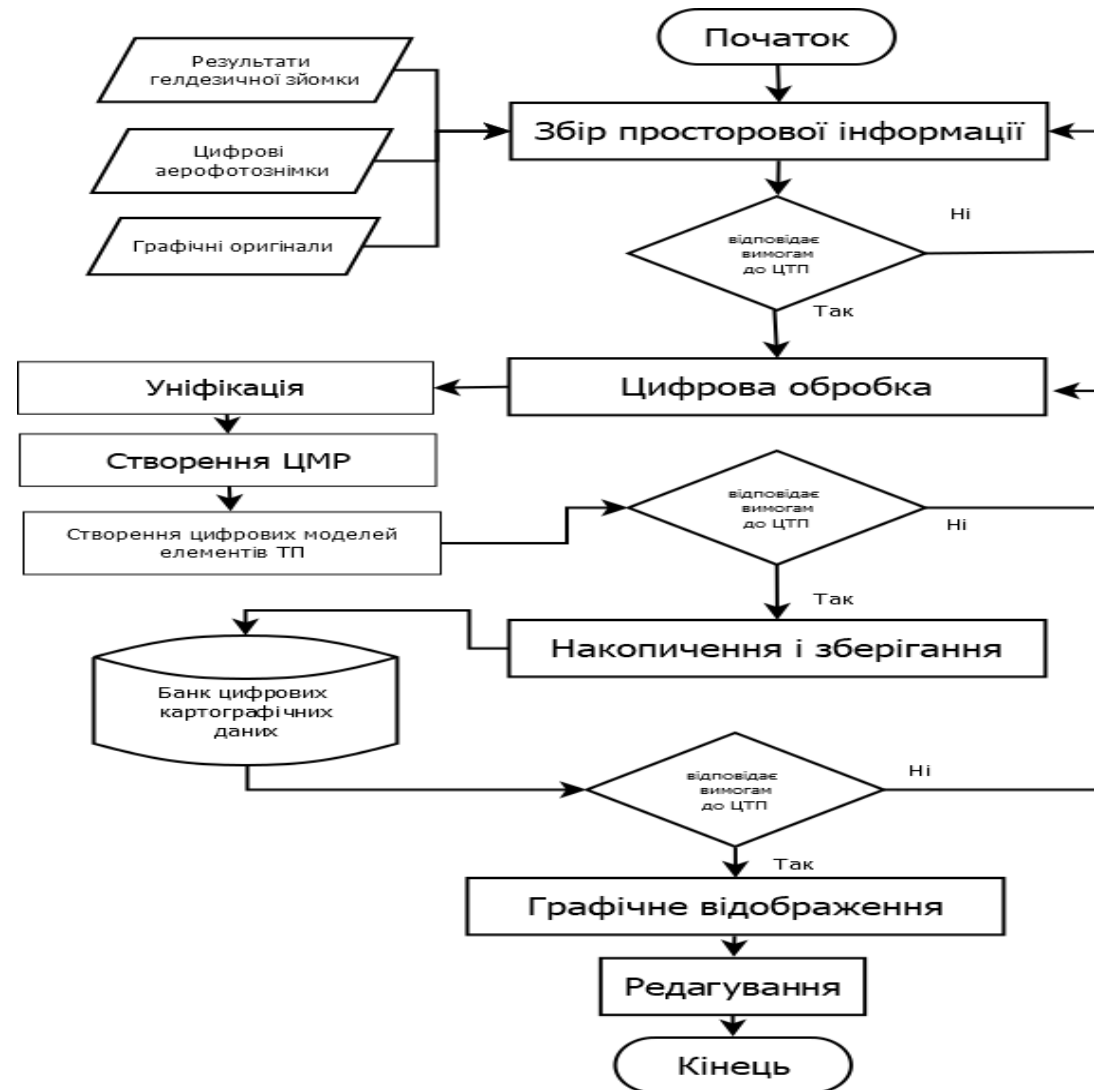 Початок
Результати
гелдезичної зйомки
Цифрові
аерофотознімки
Графічні оригінали
Збір просторової інформації
відповідає
вимогам
до ЦТП
Ні
Так
Цифрова обробка
Уніфікація
Створення ЦМР
Створення цифрових моделей
елементів ТП
відповідає
вимогам
до ЦТП
Ні
Так
Накопичення і зберігання
Банк цифрових
картографічних
даних
відповідає
вимогам
до ЦТП
Ні
Так
Графічне відображення
Редагування
Кінець